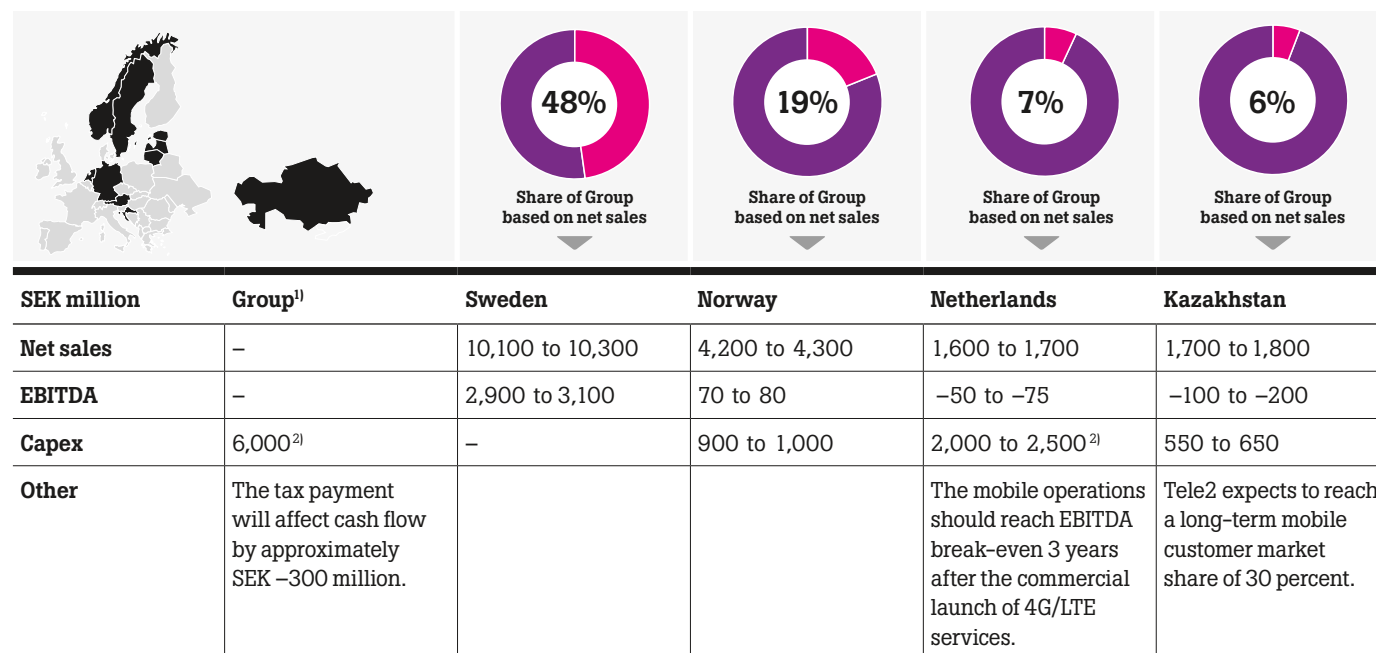 48%
19%
7%
6%
Share of Group
based on net sales
Share of Group
based on net sales
Share of Group
based on net sales
Share of Group
based on net sales
SEK million Group1) Sweden Norway Netherlands Kazakhstan
Net sales – 10,100 to 10,300 4,200 to 4,300 1,600 to 1,700 1,700 to 1,800
EBITDA – 2,900 to 3,100 70 to 80 –50 to –75 –100 to –200
Capex 6,000 2) – 900 to 1,000 2,000 to 2,500 2) 550 to 650
Other
The tax payment
will affect cash flow
by approximately
SEK –300 million.
The mobile operations
should reach EBITDA
break-even 3 years
after the commercial
launch of 4G/LTE
services.
Tele2 expects to reach
a long-term mobile
customer market
share of 30 percent.